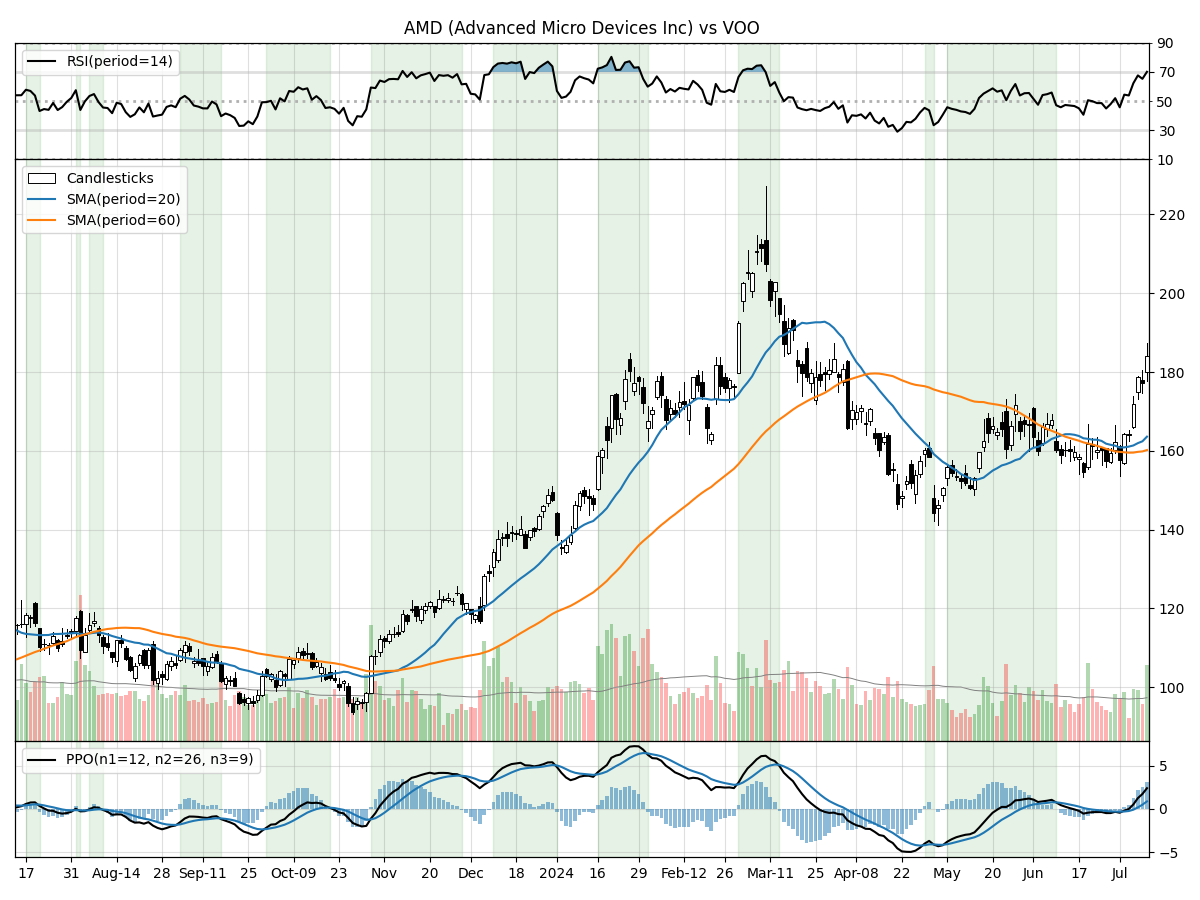 AMD (Advanced Micro Devices Inc) vs VOO
RSI(period=14)
90
70
50
30
10
Candlesticks
SMA(period=20)
SMA(period=60)
220
200
180
160
140
120
100
PPO(n1=12, n2=26, n3=9)
5
0
−5
17 31 Aug-14 28 Sep-11 25 Oct-09 23 Nov 20 Dec 18 2024 16 29 Feb-12 26 Mar-11 25 Apr-08 22 May 20 Jun 17 Jul